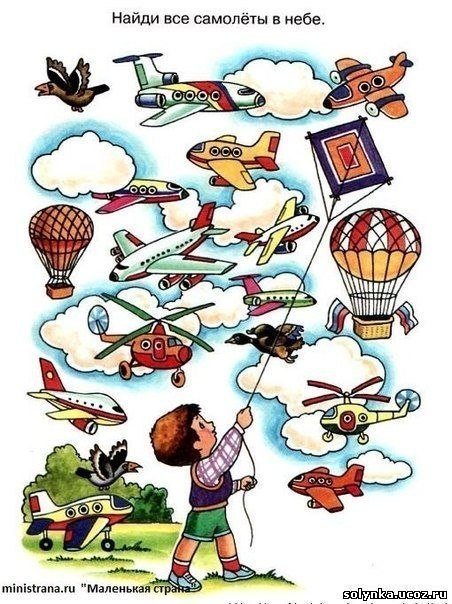 Найди все самолёты в небе.
ministrana.ru "Маленькая страна
solynka.ucoz.ru